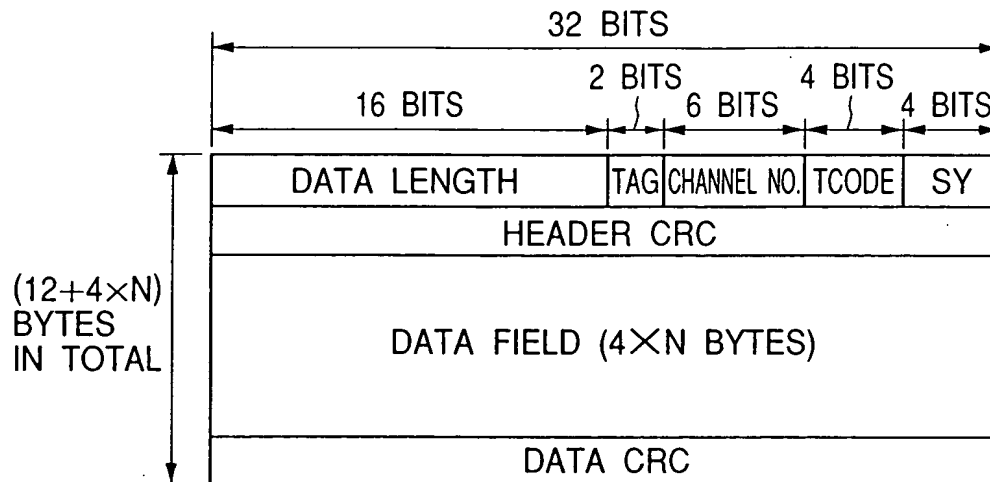 32 BITS
2 BITS
4 BITS
16 BITS
6 BITS
4 BITS
DATA LENGTH
TAG
CHANNEL NO.
TCODE
SY
HEADER CRC
(12+4×N)
BYTES
IN TOTAL
DATA FIELD (4×N BYTES)
DATA CRC